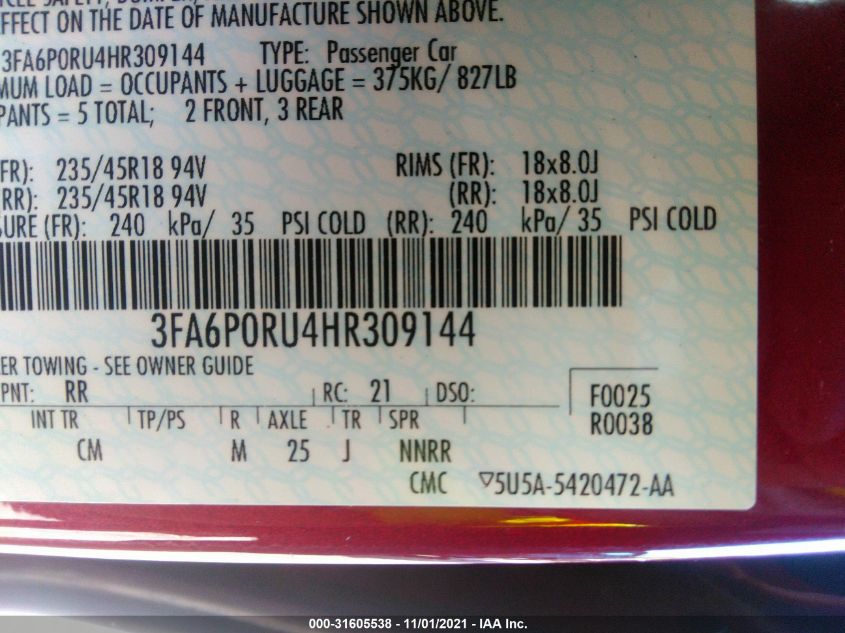 EFFECT ON THE DATE OF MANUFACTURE SHOWN ABOVE.
3FA6P0RU4HR309144 TYPE: Passenger Car
MUM LOAD = OCCUPANTS + LUGGAGE = 375KG/ 827LB
PANTS = 5 TOTAL; 2 FRONT, 3 REAR
FR): 235/45R18 94V RIMS (FR): 18x8.0J
RR): 235/45R18 94V (RR): 18x8.0J
SURE (FR): 240 kPa/ 35 PSI COLD (RR): 240 kPa/ 35 PSI COLD
3FA6P0RU4HR309144
ER TOWING - SEE OWNER GUIDE
PNT: RR RC: 21 DSO: F0025
INT TR TP/PS R AXLE TR SPR R0038
CM M 25 J NNRR
CMC ▽5U5A-5420472-AA
000-31605538 - 11/01/2021 - IAA Inc.